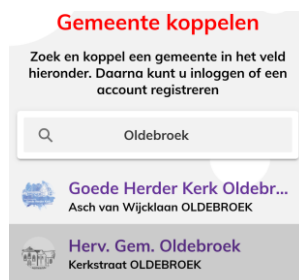 Gemeente koppelen
Zoek en koppel een gemeente in het veld
hieronder. Daarna kunt u inloggen of een
account registreren
Oldebroek
Goede Herder Kerk Oldebr...
Asch van Wijcklaan OLDEBROEK
Herv. Gem. Oldebroek
Kerkstraat OLDEBROEK